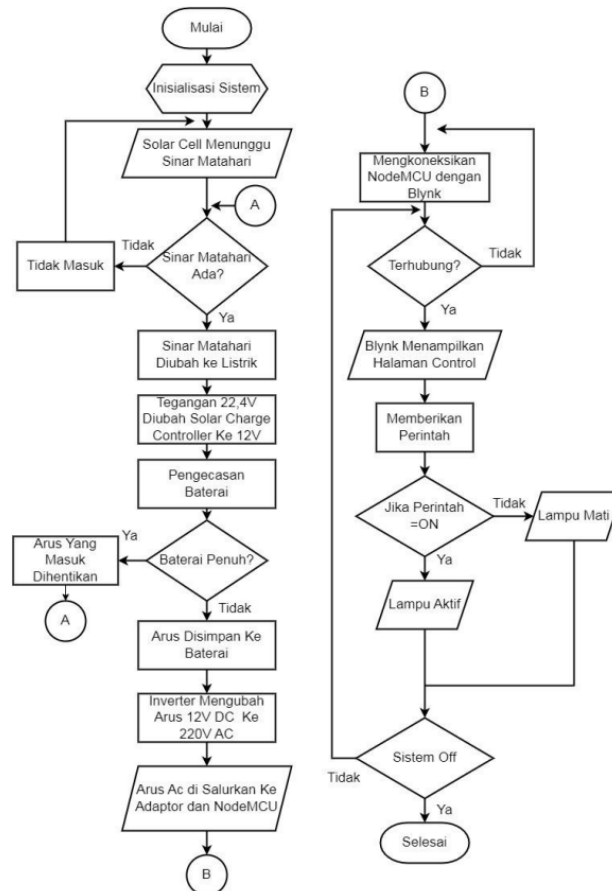 Mulai
Inisialisasi Sistem
Solar Cell Menunggu
Sinar Matahari
A
Tidak
Sinar Matahari
Ada?
Tidak Masuk
Ya
Sinar Matahari
Diubah ke Listrik
Tegangan 22,4V
Diubah Solar Charge
Controller Ke 12V
Pengecasan
Baterai
Ya
Baterai Penuh?
Arus Yang
Masuk
Dihentikan
A
Tidak
Arus Disimpan Ke
Baterai
Inverter Mengubah
Arus 12V DC Ke
220V AC
Arus Ac di Salurkan Ke
Adaptor dan NodeMCU
B
B
Mengkoneksikan
NodeMCU dengan
Blynk
Terhubung?
Tidak
Ya
Blynk Menampilkan
Halaman Control
Memberikan
Perintah
Jika Perintah
=ON
Tidak
Lampu Mati
Ya
Lampu Aktif
Sistem Off
Tidak
Ya
Selesai